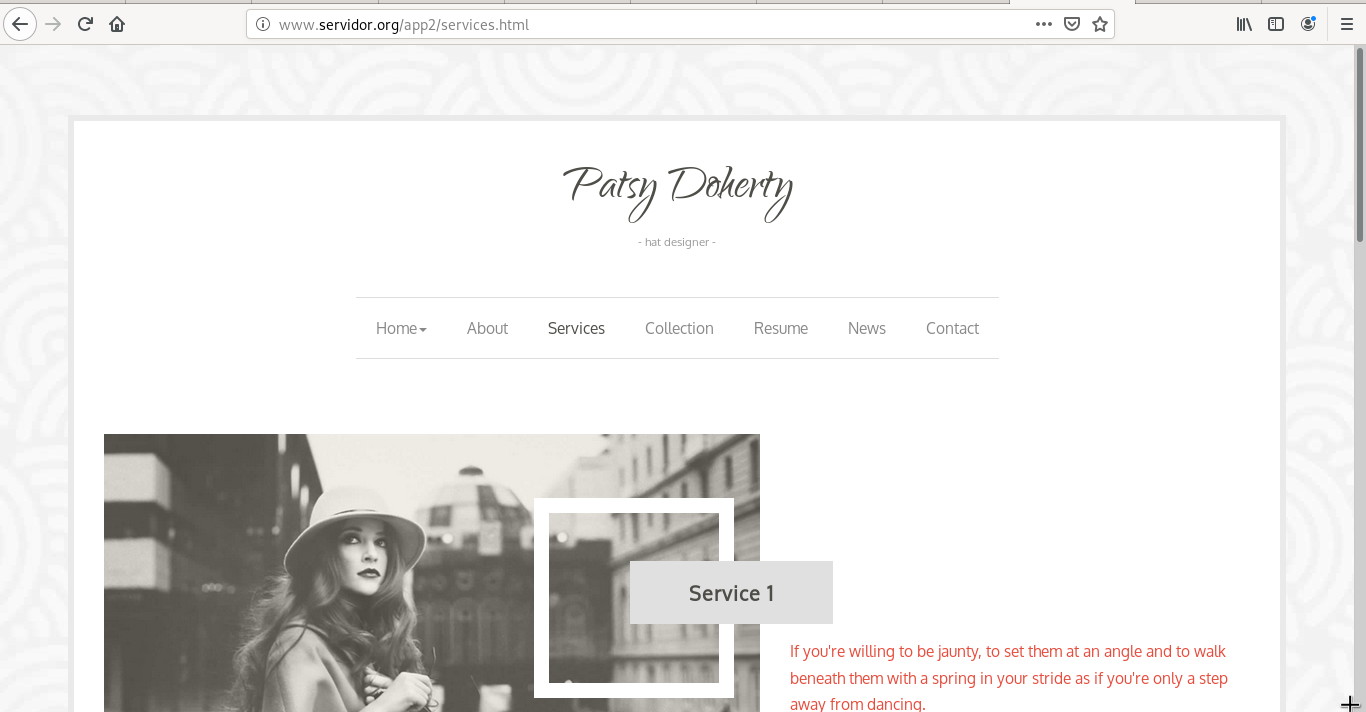 www.servidor.org/app2/services.html
Patsy Doherty
- hat designer -
Home About Services Collection Resume News Contact
Service 1
If you're willing to be jaunty, to set them at an angle and to walk
beneath them with a spring in your stride as if you're only a step
away from dancing.